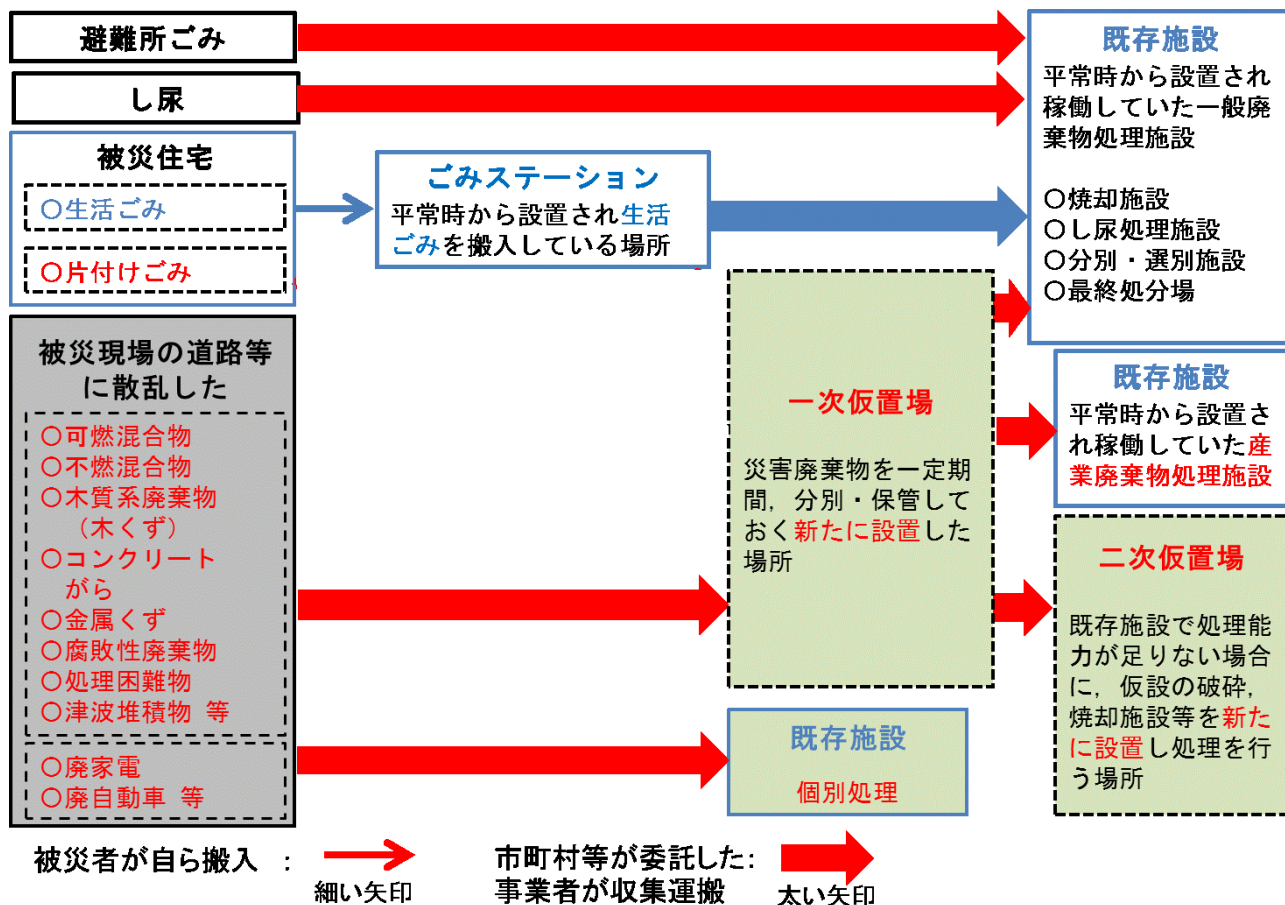 避難所ごみ
し尿
被災住宅
○生活ごみ
○片付けごみ
ごみステーション
平常時から設置され生活
ごみを搬入している場所
既存施設
平常時から設置され
稼働していた一般廃
棄物処理施設
○焼却施設
○し尿処理施設
○分別・選別施設
○最終処分場
被災現場の道路等
に散乱した
○可燃混合物
○不燃混合物
○木質系廃棄物
（木くず）
○コンクリート
がら
○金属くず
○腐敗性廃棄物
○処理困難物
○津波堆積物 等
○廃家電
○廃自動車 等
一次仮置場
災害廃棄物を一定期
間，分別・保管して
おく新たに設置した
場所
既存施設
個別処理
既存施設
平常時から設置さ
れ稼働していた産
業廃棄物処理施設
二次仮置場
既存施設で処理能
力が足りない場合
に，仮設の破砕，
焼却施設等を新た
に設置し処理を行
う場所
被災者が自ら搬入 ：
細い矢印
市町村等が委託した：
事業者が収集運搬
太い矢印